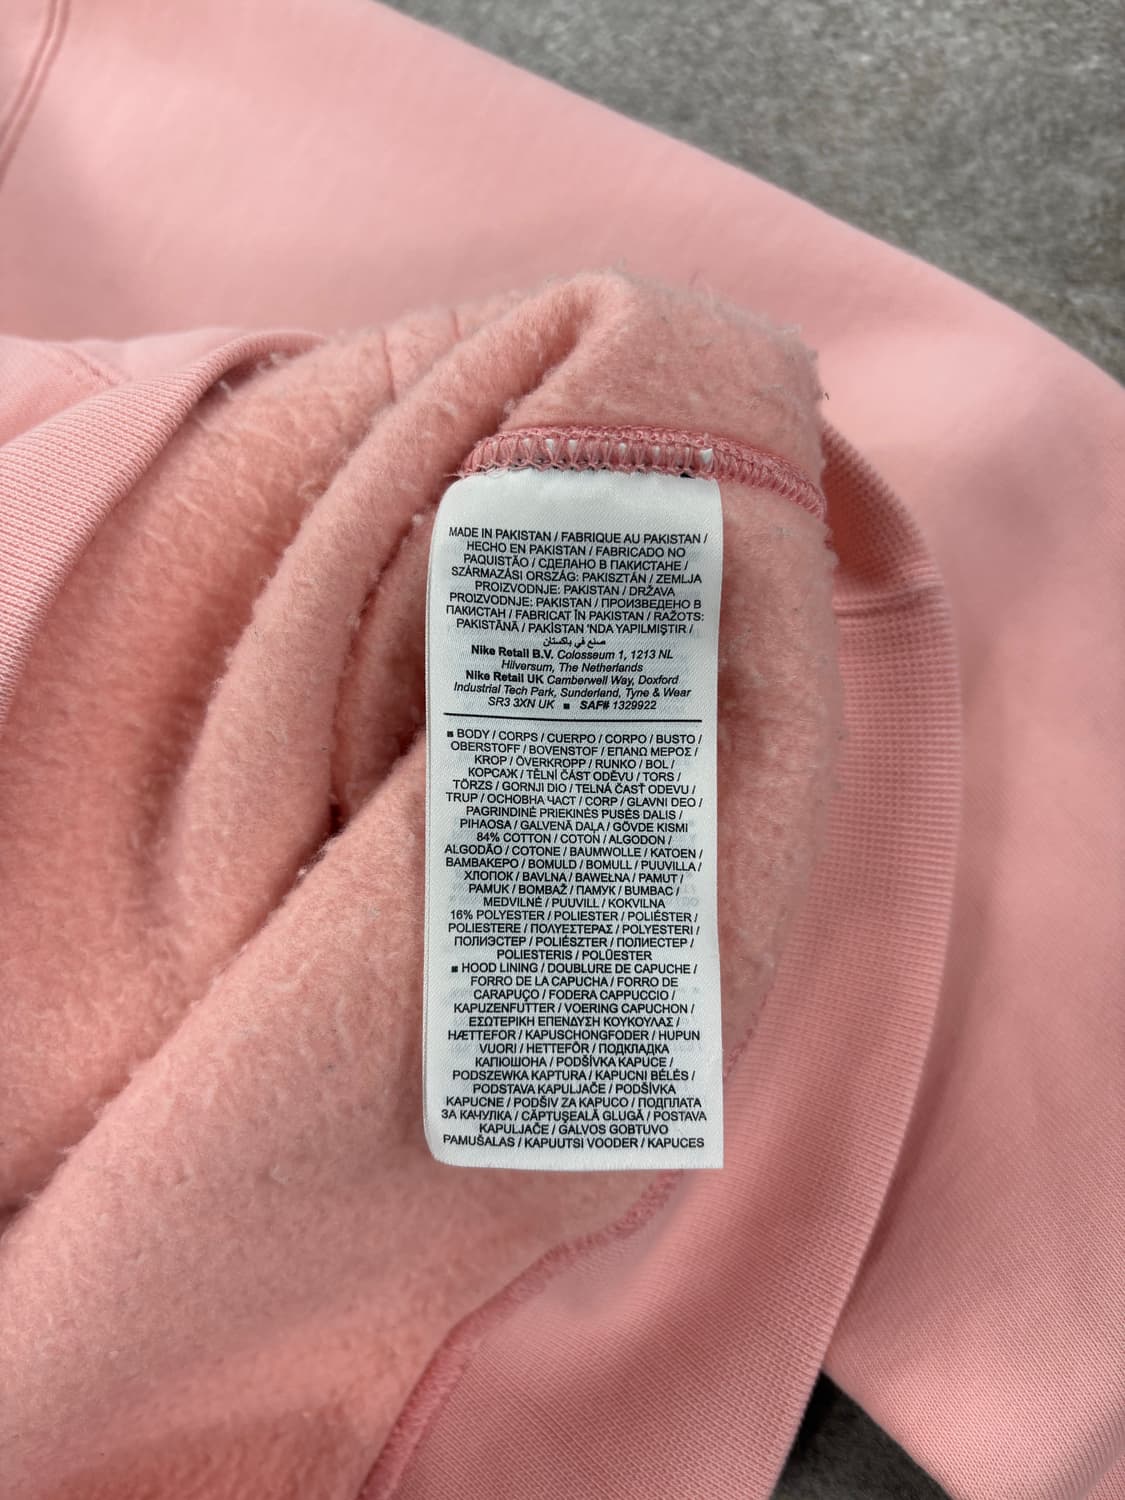 MADE IN PAKISTAN / FABRIQUE AU PAKISTAN /
HECHO EN PAKISTAN / FABRICADO NO
PAQUISTÃO / СДЕЛАНО В ПАКИСТАНЕ /
SZÁRMAZÁSI ORSZÁG: PAKISZTÁN / ZEMLJA
PROIZVODNJE: PAKISTAN / DRŽAVA
PROIZVODNJE: PAKISTAN / ПРОИЗВЕДЕНО В
ПАКИСТАН / FABRICAT ÎN PAKISTAN / RAŽOTS:
PAKISTĀNĀ / PAKİSTAN 'NDA YAPILMIŞTIR /
صنع في باكستان
Nike Retail B.V. Colosseum 1, 1213 NL
Hilversum, The Netherlands
Nike Retail UK Camberwell Way, Doxford
Industrial Tech Park, Sunderland, Tyne & Wear
SR3 3XN UK ■ SAF# 1329922
■ BODY / CORPS / CUERPO / CORPO / BUSTO /
OBERSTOFF / BOVENSTOF / ΕΠΑΝΩ ΜΕΡΟΣ /
KROP / ÖVERKROPP / RUNKO / BOL /
КОРСАЖ / TĚLNÍ ČÁST ODĚVU / TORS /
TÖRZS / GORNJI DIO / TELNÁ ČASŤ ODEVU /
TRUP / ОСНОВНА ЧАСТ / CORP / GLAVNI DEO /
PAGRINDINĖ PRIEKINĖS PUSĖS DALIS /
PIHAOSA / GALVENĀ DAĻA / GÖVDE KISMI
84% COTTON / COTON / ALGODON /
ALGODÃO / COTONE / BAUMWOLLE / KATOEN /
ΒΑΜΒΑΚΕΡΟ / BOMULD / BOMULL / PUUVILLA /
ХЛОПОК / BAVLNA / BAWEŁNA / PAMUT /
PAMUK / BOMBAŽ / ПАМУК / BUMBAC /
MEDVILNĖ / PUUVILL / KOKVILNA
16% POLYESTER / POLIESTER / POLIÉSTER /
POLIESTERE / ΠΟΛΥΕΣΤΕΡΑΣ / POLYESTERI /
ПОЛИЭСТЕР / POLIÉSZTER / ПОЛИЕСТЕР /
POLIESTERIS / POLÜESTER
■ HOOD LINING / DOUBLURE DE CAPUCHE /
FORRO DE LA CAPUCHA / FORRO DE
CARAPUÇO / FODERA CAPPUCCIO /
KAPUZENFUTTER / VOERING CAPUCHON /
ΕΣΩΤΕΡΙΚΗ ΕΠΕΝΔΥΣΗ ΚΟΥΚΟΥΛΑΣ /
HÆTTEFOR / KAPUSCHONGFODER / HUPUN
VUORI / HETTEFÔR / ПОДКЛАДКА
КАПЮШОНА / PODŠÍVKA KAPUCE /
PODSZEWKA KAPTURA / KAPUCNI BÉLÉS /
PODSTAVA KAPULJAČE / PODŠÍVKA
KAPUCNE / PODŠIV ZA KAPUCO / ПОДПЛАТА
ЗА КАЧУЛКА / CĂPTUŞEALĂ GLUGĂ / POSTAVA
KAPULJAČE / GALVOS GOBTUVO
PAMUŠALAS / KAPUUTSI VOODER / KAPUCES